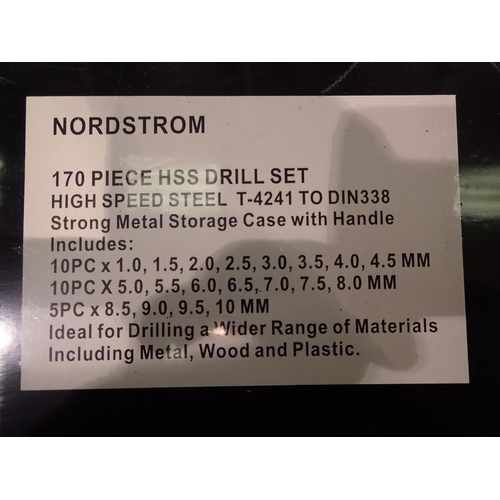 NORDSTROM
170 PIECE HSS DRILL SET
HIGH SPEED STEEL T-4241 TO DIN338
Strong Metal Storage Case with Handle
Includes:
10PC x 1.0, 1.5, 2.0, 2.5, 3.0, 3.5, 4.0, 4.5 MM
10PC X 5.0, 5.5, 6.0, 6.5, 7.0, 7.5, 8.0 MM
5PC x 8.5, 9.0, 9.5, 10 MM
Ideal for Drilling a Wider Range of Materials
Including Metal, Wood and Plastic.